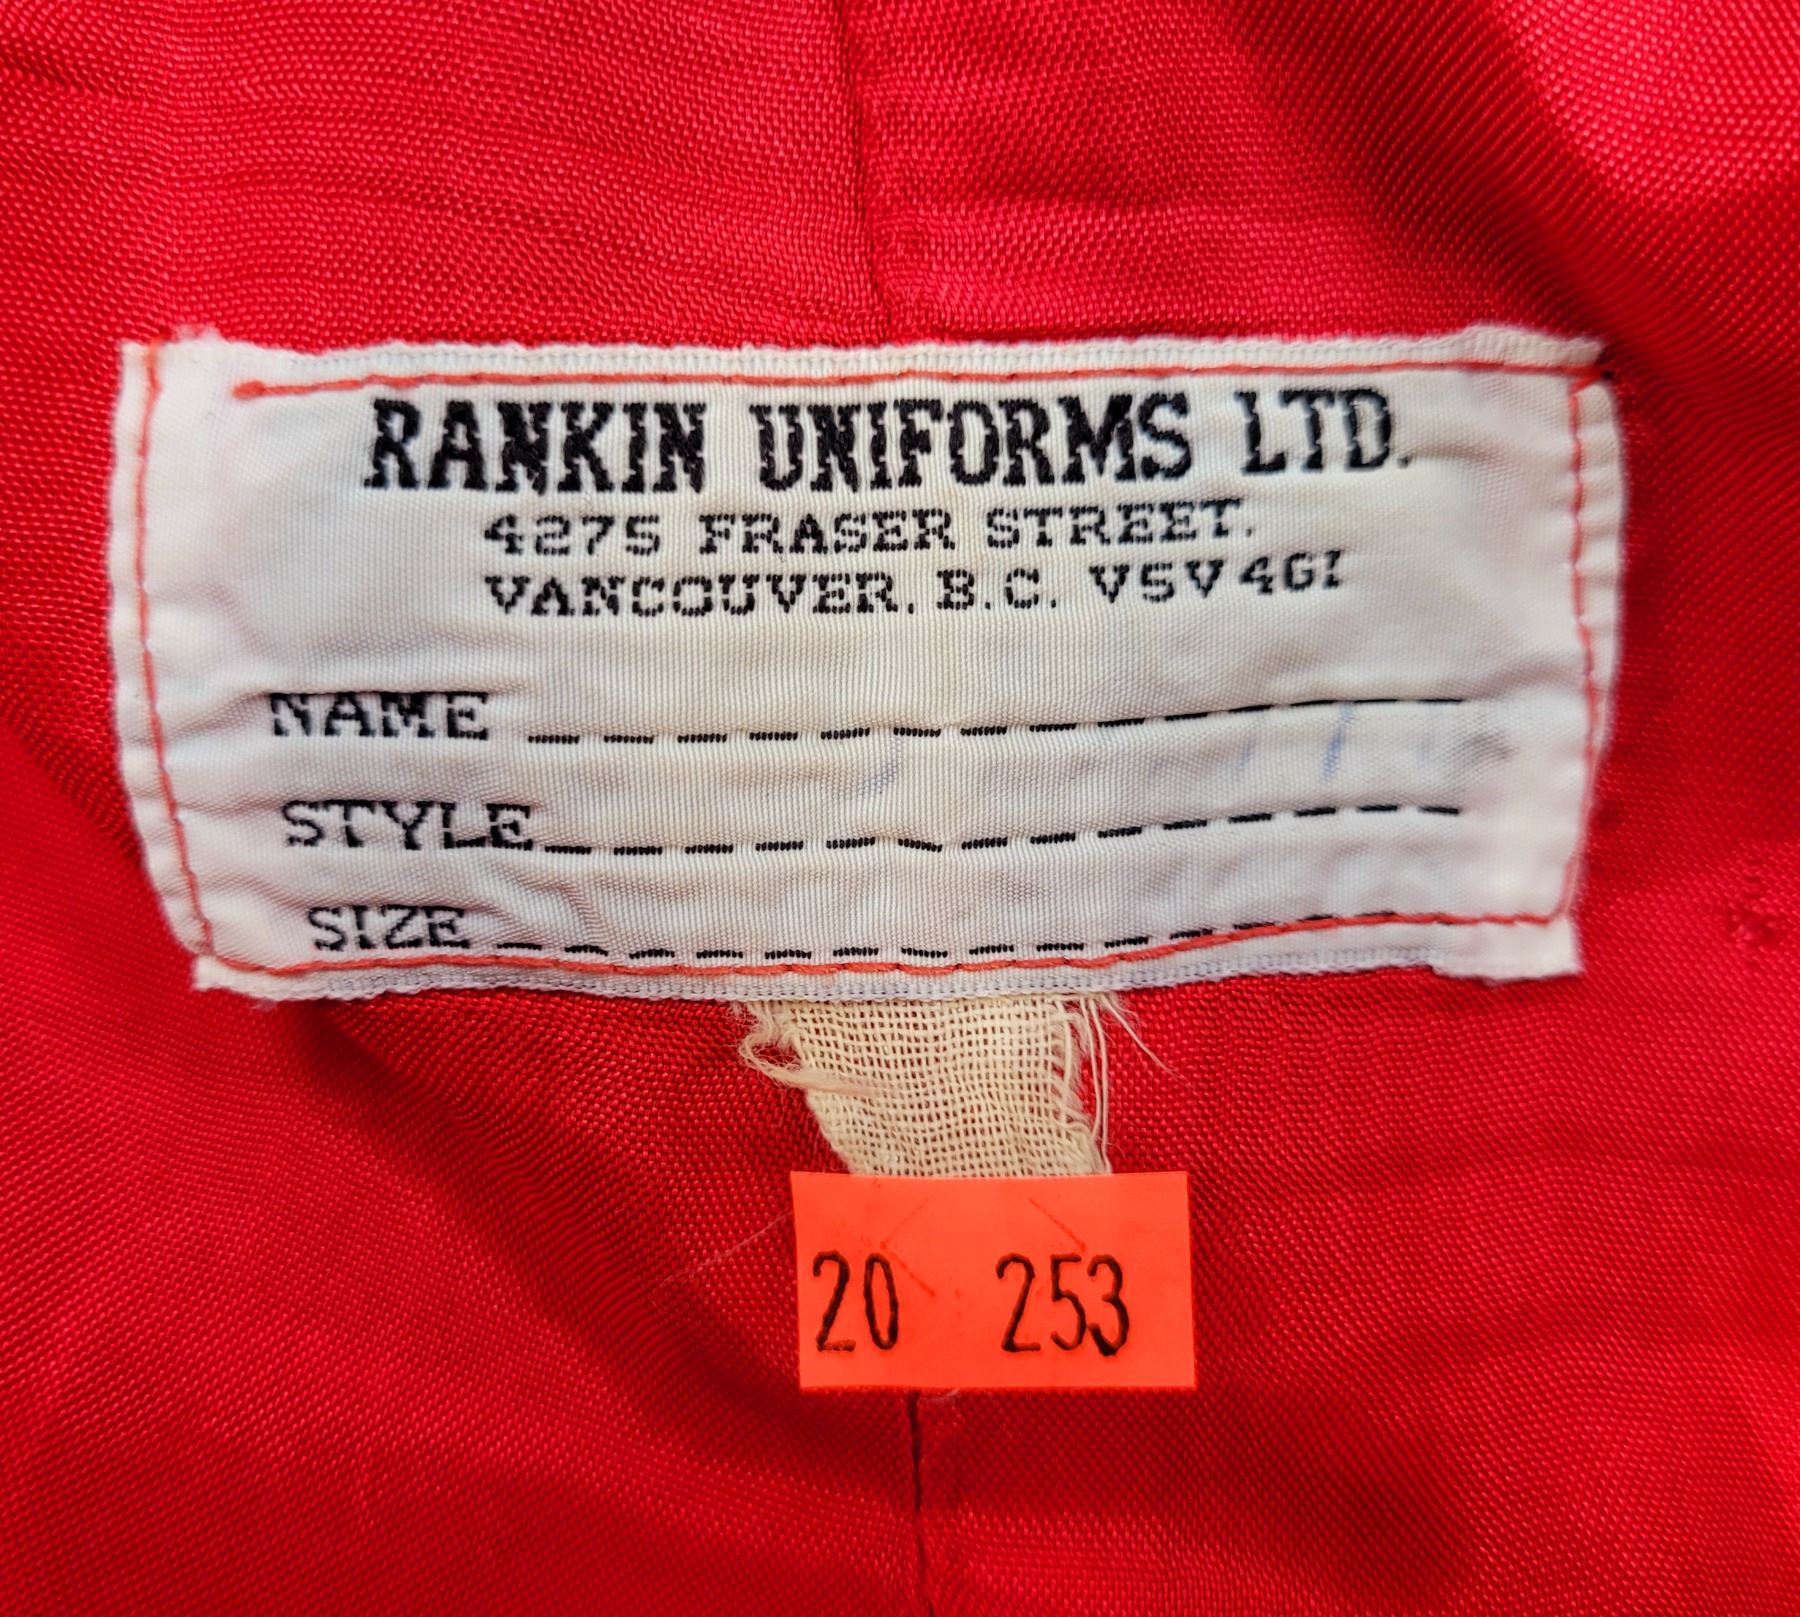 RANKIN UNIFORMS LTD.
4275 FRASER STREET.
VANCOUVER, B.C. V5V 4G1
NAME
STYLE
SIZE
20 253